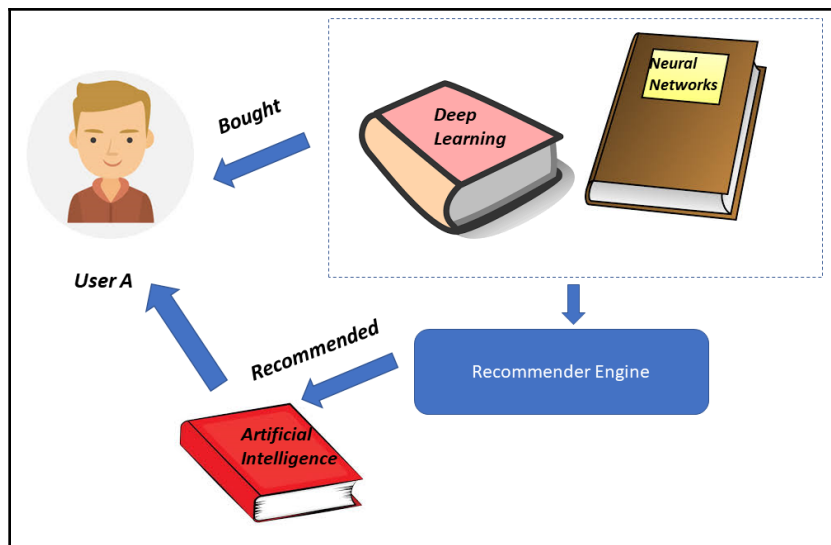 Neural
Networks
Bought
Deep
Learning
User A
Recommended
Recommender Engine
Artificial
Intelligence